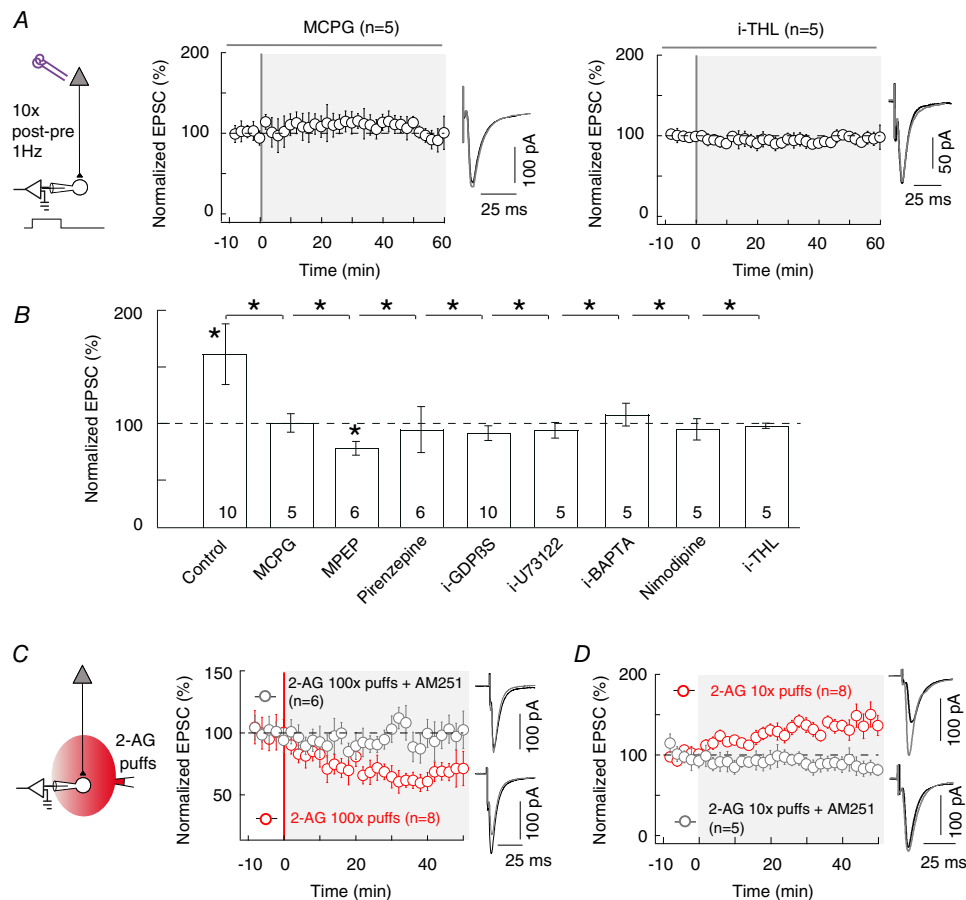 A
MCPG (n=5)
i-THL (n=5)
10x
post-pre
1Hz
Normalized EPSC (%)
200
100
0
-10 0 20 40 60
Time (min)
100 pA
25 ms
Normalized EPSC (%)
200
100
0
-10 0 20 40 60
Time (min)
50 pA
25 ms
B
Normalized EPSC (%)
200
100
0
* * * * * * * *
*
*
10 5 6 6 10 5 5 5 5
Control
MCPG
MPEP
Pirenzepine
i-GDPβS
i-U73122
i-BAPTA
Nimodipine
i-THL
C
2-AG
puffs
Normalized EPSC (%)
150
100
50
2-AG 100x puffs + AM251
(n=6)
2-AG 100x puffs (n=8)
-10 0 20 40
Time (min)
100 pA
100 pA
25 ms
D
Normalized EPSC (%)
200
100
0
2-AG 10x puffs (n=8)
2-AG 10x puffs + AM251
(n=5)
-10 0 20 40
Time (min)
100 pA
100 pA
25 ms